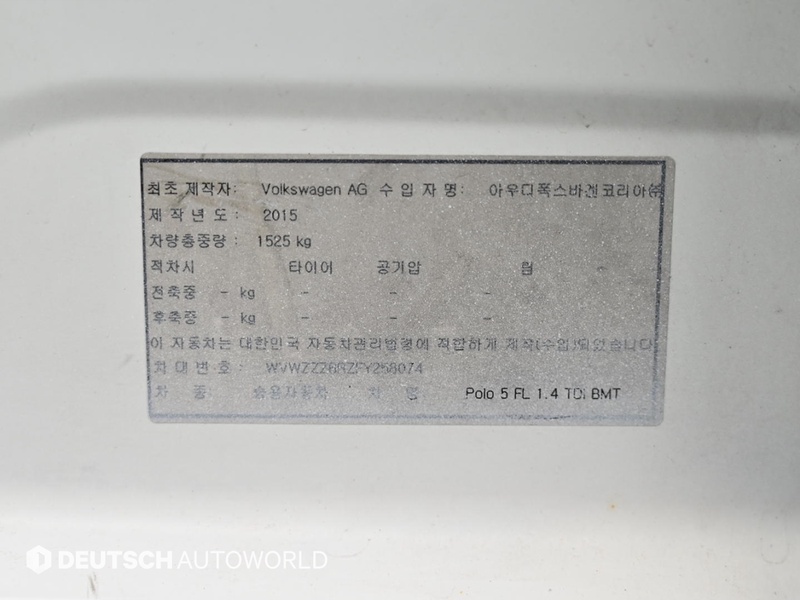 최초 제작자: Volkswagen AG 수 입 자 명: 아우디폭스바겐코리아㈜
제 작 년 도 : 2015
차량총중량 : 1525 kg
적차시 타이어 공기압 림 -
전축중 - kg - - -
후축중 - kg - - -
이 자동차는 대한민국 자동차관리법령에 적합하게 제작(수입)되었습니다
차 대 번 호 :
차 종: 승용자동차 차 명: Polo 5 FL 1.4 TDI BMT
DEUTSCH AUTOWORLD